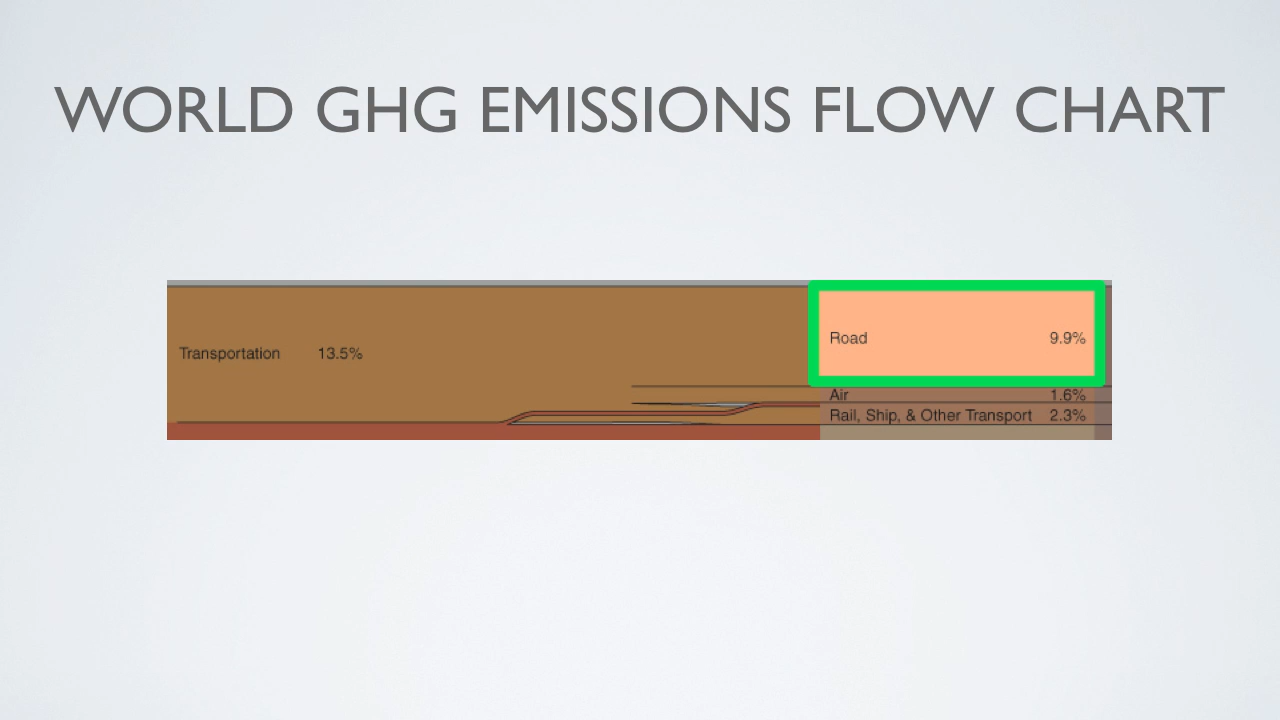 WORLD GHG EMISSIONS FLOW CHART
Transportation 13.5%
Road 9.9%
Air 1.6%
Rail, Ship, & Other Transport 2.3%